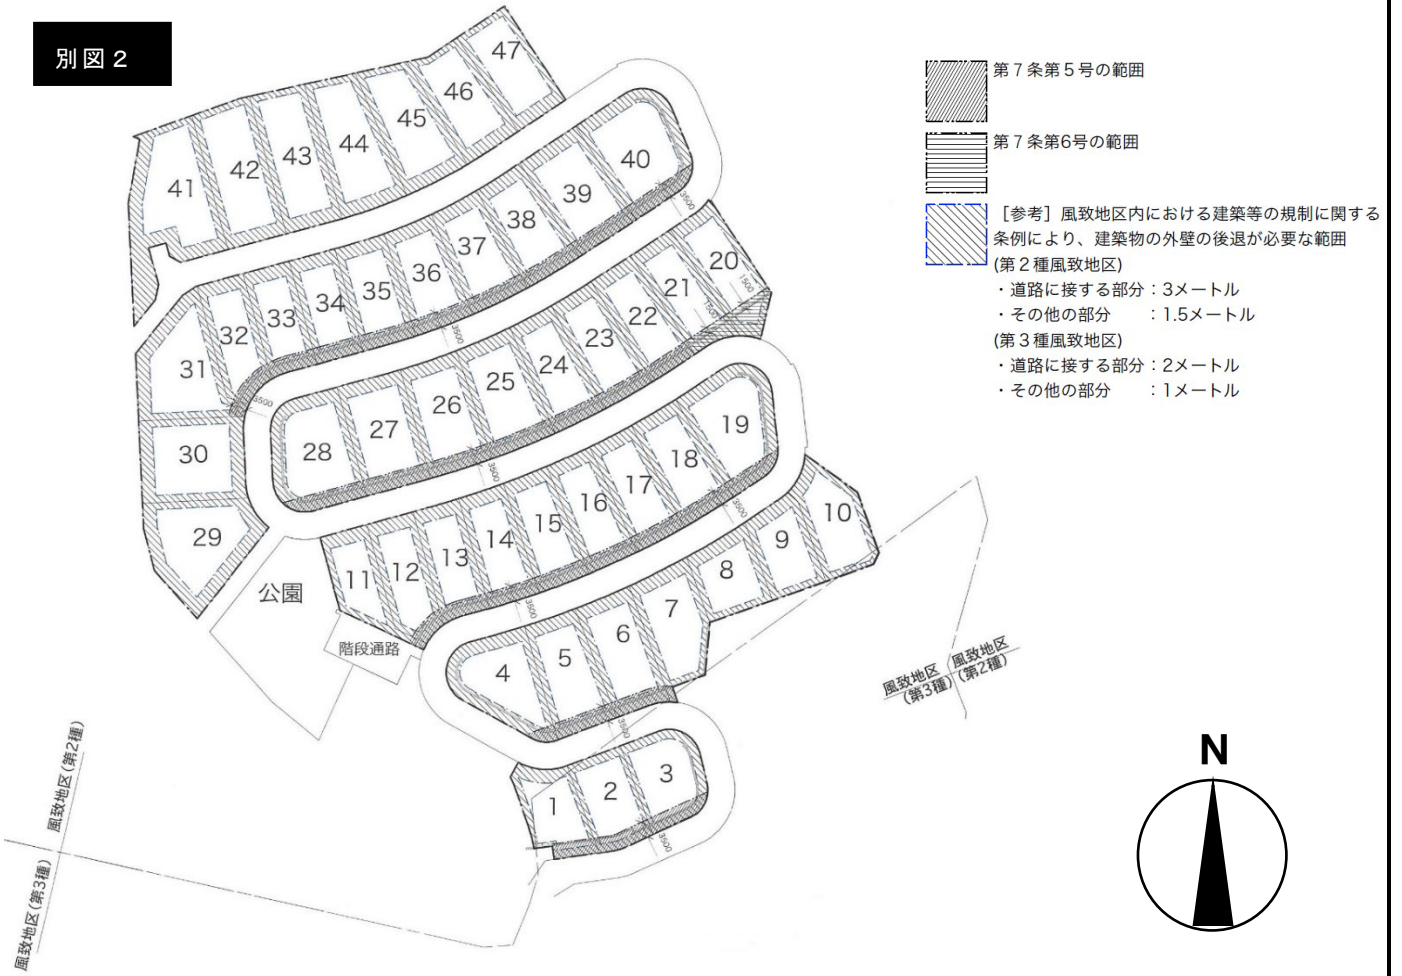 別図2
第7条第5号の範囲
第7条第6号の範囲
[参考] 風致地区内における建築等の規制に関する
条例により、建築物の外壁の後退が必要な範囲
(第2種風致地区)
・道路に接する部分：3メートル
・その他の部分　　：1.5メートル
(第3種風致地区)
・道路に接する部分：2メートル
・その他の部分　　：1メートル
47
46
45
44
43
42
41
40
39
38
37
36
35
34
33
32
31
30
29
3500
3500
3500
20
21
22
23
24
25
26
27
28
1500
1500
3500
19
18
17
16
15
14
13
12
11
3500
3500
10
9
8
7
6
5
4
3500
3
2
1
3500
公園
階段通路
風致地区
(第3種)
風致地区
(第2種)
風致地区(第2種)
風致地区(第3種)
N